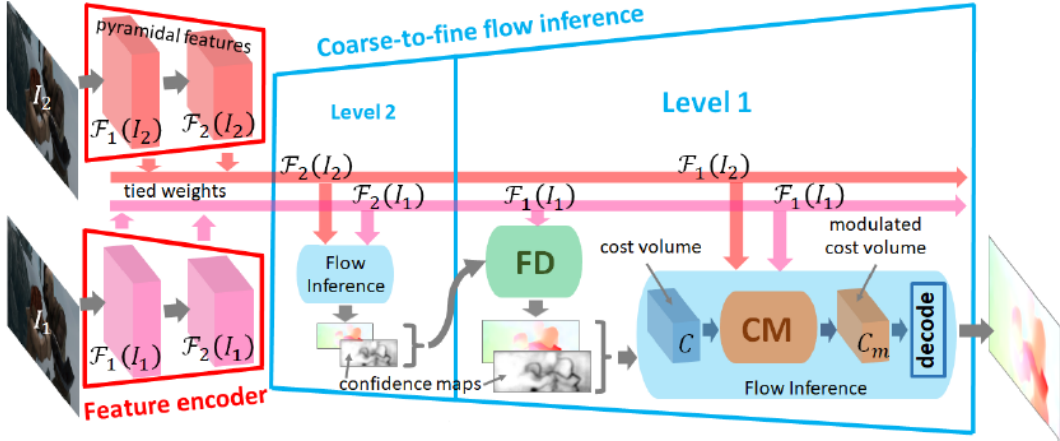 pyramidal features
I₂
ℱ₁(I₂)
ℱ₂(I₂)
tied weights
I₁
ℱ₁(I₁)
ℱ₂(I₁)
Feature encoder
Coarse-to-fine flow inference
Level 2
ℱ₂(I₂)
ℱ₂(I₁)
Flow
Inference
confidence maps
Level 1
ℱ₁(I₂)
ℱ₁(I₁)
ℱ₁(I₁)
FD
cost volume
modulated
cost volume
C
CM
Cₘ
decode
Flow Inference